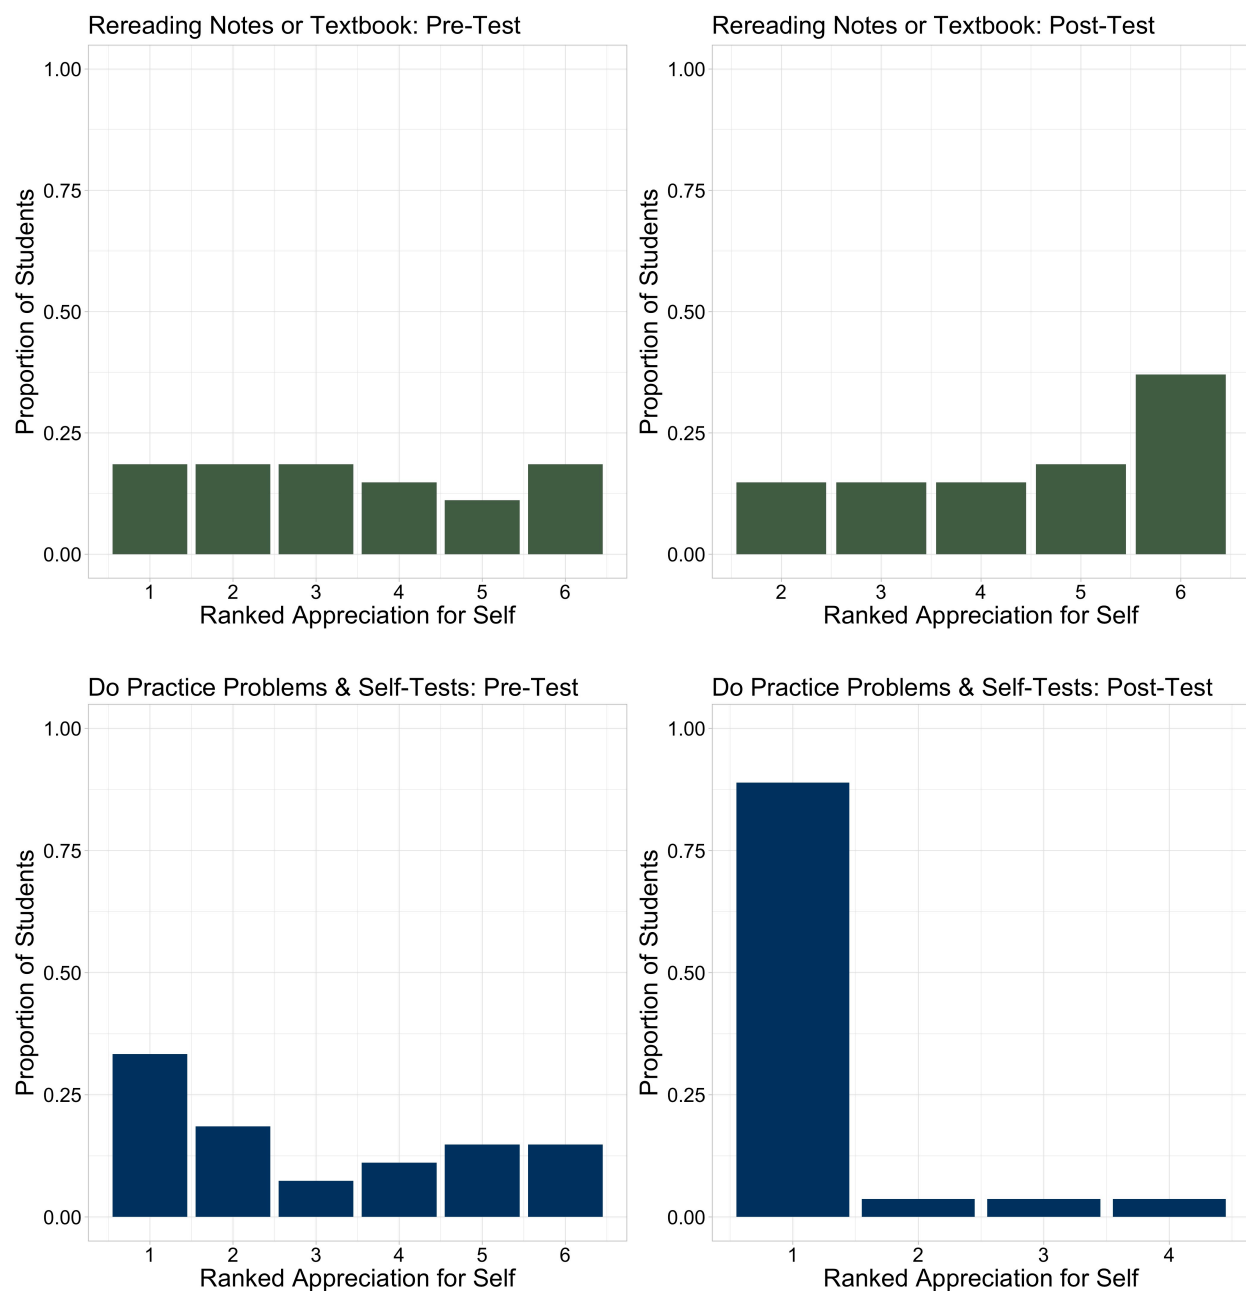 Rereading Notes or Textbook: Pre-Test
1.00
0.75
0.50
0.25
0.00
Proportion of Students
1 2 3 4 5 6
Ranked Appreciation for Self
Rereading Notes or Textbook: Post-Test
1.00
0.75
0.50
0.25
0.00
Proportion of Students
2 3 4 5 6
Ranked Appreciation for Self
Do Practice Problems & Self-Tests: Pre-Test
1.00
0.75
0.50
0.25
0.00
Proportion of Students
1 2 3 4 5 6
Ranked Appreciation for Self
Do Practice Problems & Self-Tests: Post-Test
1.00
0.75
0.50
0.25
0.00
Proportion of Students
1 2 3 4
Ranked Appreciation for Self